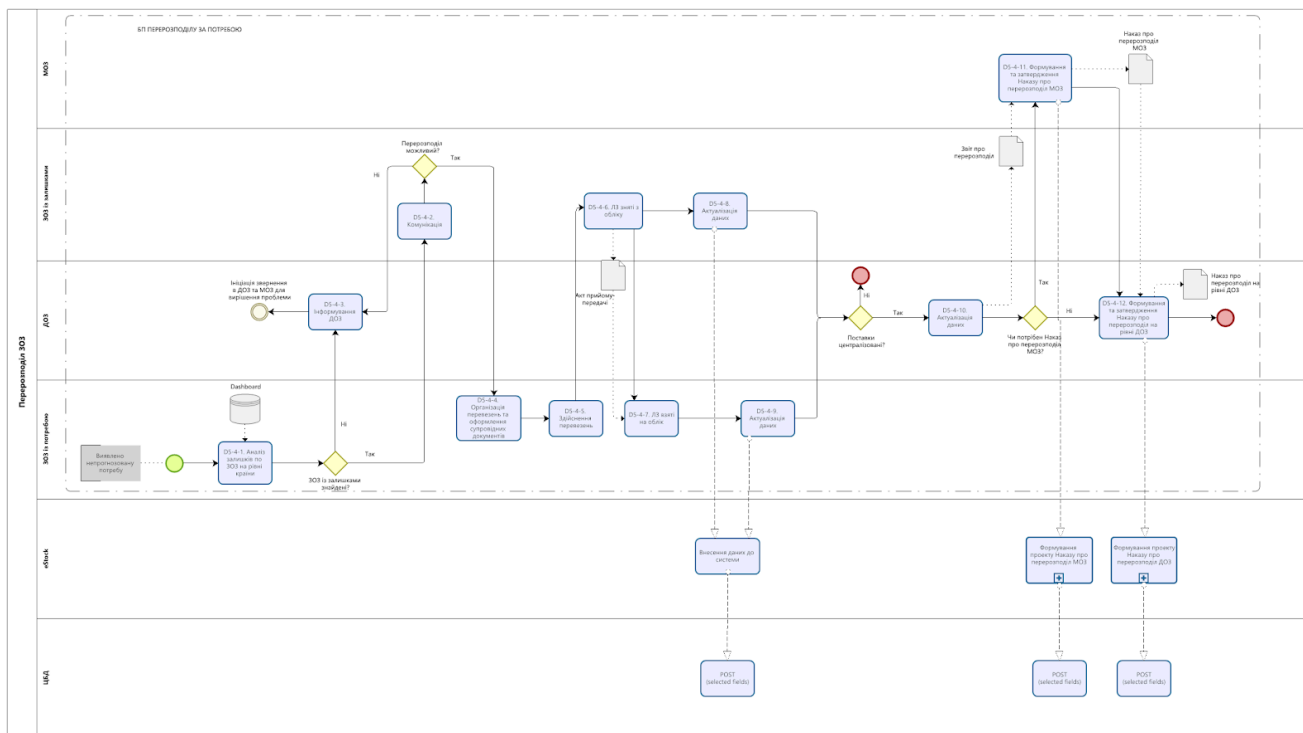 БП ПЕРЕРОЗПОДІЛУ ЗА ПОТРЕБОЮ
Перерозподіл ЗОЗ
МОЗ
Наказ про
перерозподіл
МОЗ
DS-4-11. Формування
та затвердження
Наказу про
перерозподіл МОЗ
ЗОЗ із залишками
Перерозподіл
можливий?
Так
Ні
DS-4-2.
Комунікація
DS-4-6. ЛЗ зняті з
обліку
DS-4-8.
Актуалізація
даних
Звіт про
перерозподіл
ДОЗ
Ініціація звернення
в ДОЗ та МОЗ для
вирішення проблеми
DS-4-3.
Інформування
ДОЗ
Акт прийому-
передачі
Ні
Поставки
централізовані?
Так
DS-4-10.
Актуалізація
даних
Так
Чи потрібен Наказ
про перерозподіл
МОЗ?
Ні
DS-4-12. Формування
та затвердження
Наказу про
перерозподіл на
рівні ДОЗ
Наказ про
перерозподіл на
рівні ДОЗ
ЗОЗ із потребою
Виявлено
непрогнозовану
потребу
Dashboard
DS-4-1. Аналіз
залишків по
ЗОЗ на рівні
країни
Ні
Так
ЗОЗ із залишками
знайдені?
DS-4-4.
Організація
перевезень та
оформлення
супровідних
документів
DS-4-5.
Здійснення
перевезень
DS-4-7. ЛЗ взяті
на облік
DS-4-9.
Актуалізація
даних
eStock
Внесення даних до
системи
Формування
проекту Наказу про
перерозподіл МОЗ
Формування проекту
Наказу про
перерозподіл ДОЗ
ЦБД
POST
(selected fields)
POST
(selected fields)
POST
(selected fields)